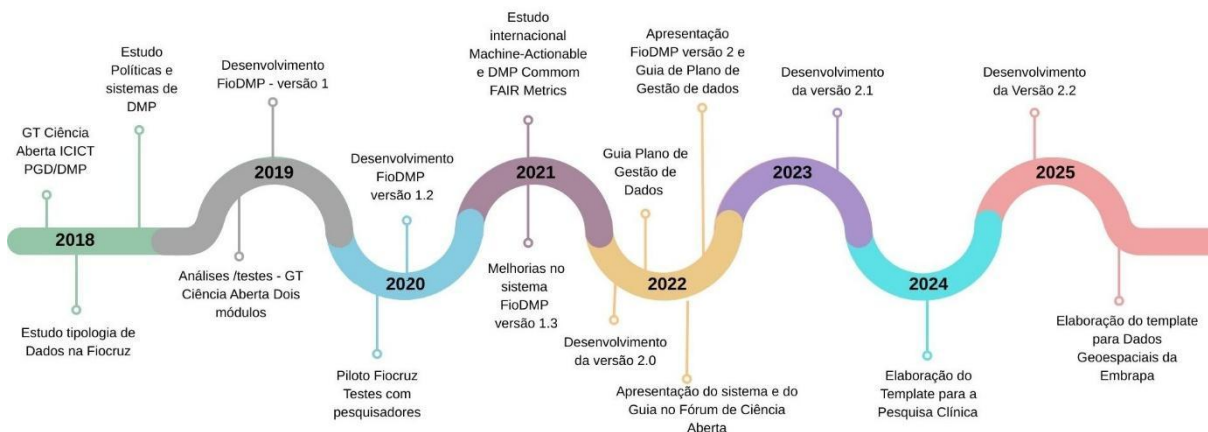 GT Ciência
Aberta ICICT
PGD/DMP
2018
Estudo tipologia de
Dados na Fiocruz
Estudo
Políticas e
sistemas de
DMP
Desenvolvimento
FioDMP - versão 1
2019
Análises /testes - GT
Ciência Aberta Dois
módulos
Desenvolvimento
FioDMP
versão 1.2
2020
Piloto Fiocruz
Testes com
pesquisadores
Estudo
internacional
Machine-Actionable
e DMP Commom
FAIR Metrics
2021
Melhorias no
sistema
FioDMP
versão 1.3
Guia Plano de
Gestão de
Dados
Apresentação
FioDMP versão 2 e
Guia de Plano de
Gestão de dados
2022
Desenvolvimento
da versão 2.0
Apresentação do sistema e do
Guia no Fórum de Ciência
Aberta
Desenvolvimento
da versão 2.1
2023
2024
Elaboração do
Template para a
Pesquisa Clínica
Desenvolvimento
da Versão 2.2
2025
Elaboração do template
para Dados
Geoespaciais da
Embrapa